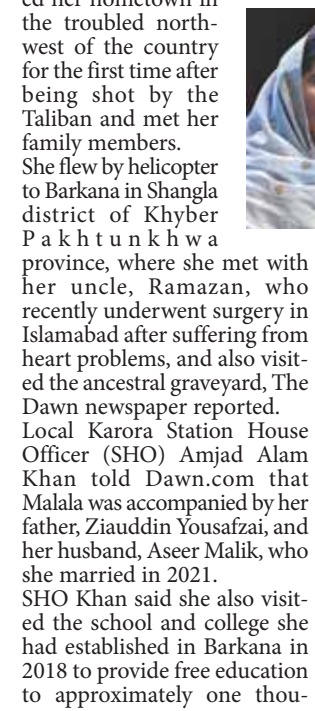 ed her hometown in
the troubled north-
west of the country
for the first time after
being shot by the
Taliban and met her
family members.
She flew by helicopter
to Barkana in Shangla
district of Khyber
Pakhtunkhwa
province, where she met with
her uncle, Ramazan, who
recently underwent surgery in
Islamabad after suffering from
heart problems, and also visit-
ed the ancestral graveyard, The
Dawn newspaper reported.
Local Karora Station House
Officer (SHO) Amjad Alam
Khan told Dawn.com that
Malala was accompanied by her
father, Ziauddin Yousafzai, and
her husband, Aseer Malik, who
she married in 2021.
SHO Khan said she also visit-
ed the school and college she
had established in Barkana in
2018 to provide free education
to approximately one thou-